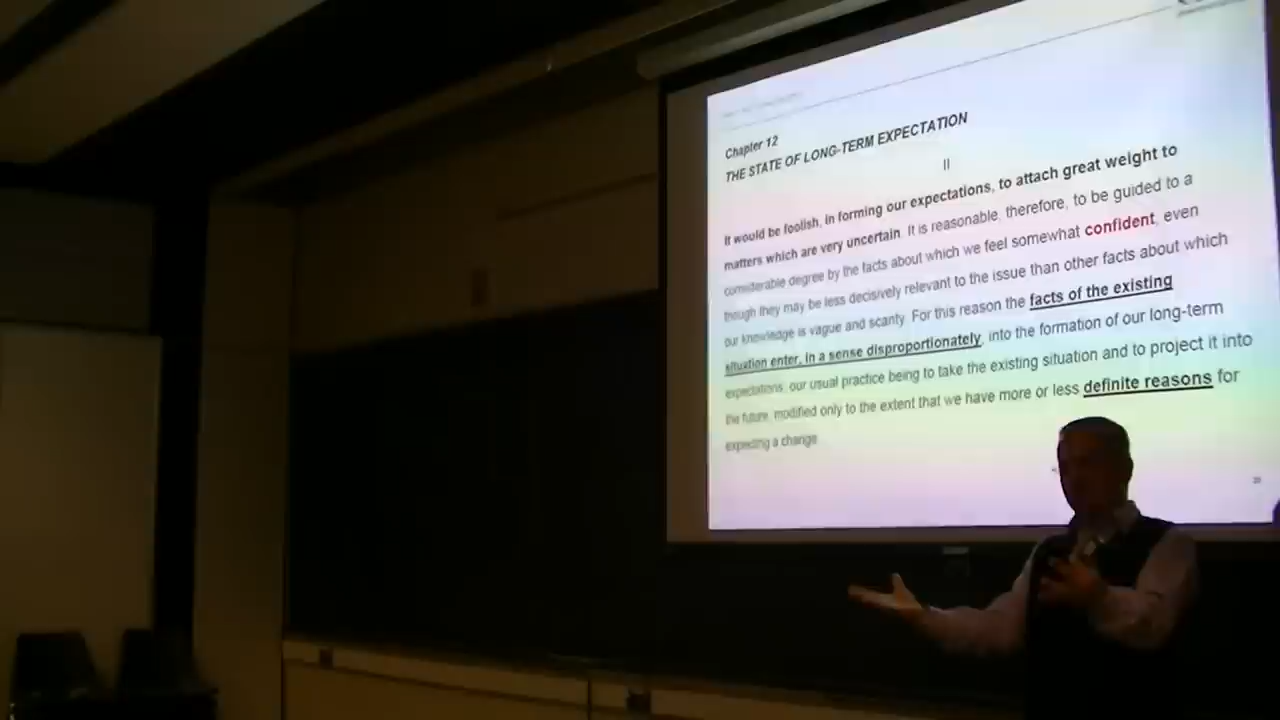 Chapter 12
THE STATE OF LONG-TERM EXPECTATION
II
It would be foolish, in forming our expectations, to attach great weight to
matters which are very uncertain. It is reasonable, therefore, to be guided to a
considerable degree by the facts about which we feel somewhat confident, even
though they may be less decisively relevant to the issue than other facts about which
our knowledge is vague and scanty. For this reason the facts of the existing
situation enter, in a sense disproportionately, into the formation of our long-term
expectations; our usual practice being to take the existing situation and to project it into
the future, modified only to the extent that we have more or less definite reasons for
expecting a change.